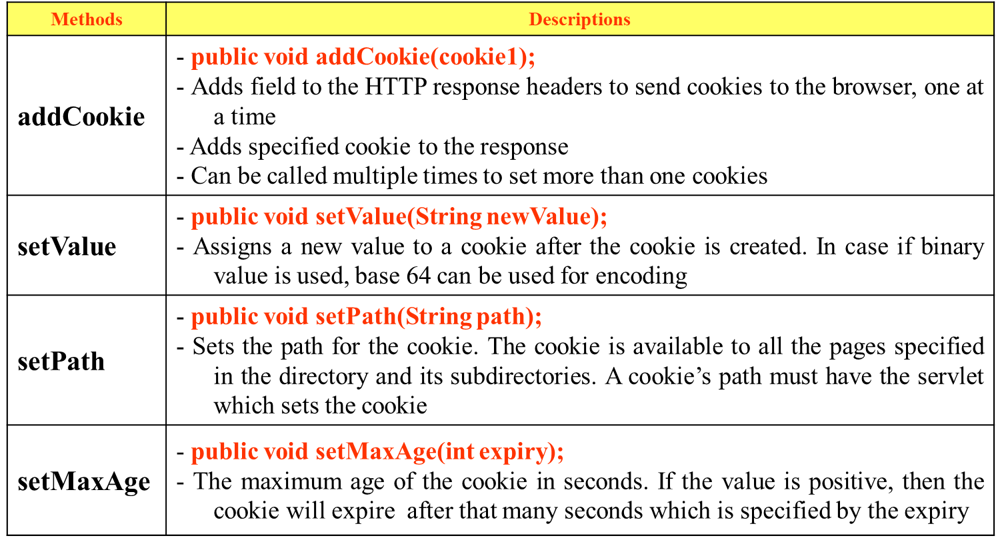 Methods
Descriptions
addCookie
- public void addCookie(cookie1);
- Adds field to the HTTP response headers to send cookies to the browser, one at
a time
- Adds specified cookie to the response
- Can be called multiple times to set more than one cookies
setValue
- public void setValue(String newValue);
- Assigns a new value to a cookie after the cookie is created. In case if binary
value is used, base 64 can be used for encoding
setPath
- public void setPath(String path);
- Sets the path for the cookie. The cookie is available to all the pages specified
in the directory and its subdirectories. A cookie’s path must have the servlet
which sets the cookie
setMaxAge
- public void setMaxAge(int expiry);
- The maximum age of the cookie in seconds. If the value is positive, then the
cookie will expire after that many seconds which is specified by the expiry